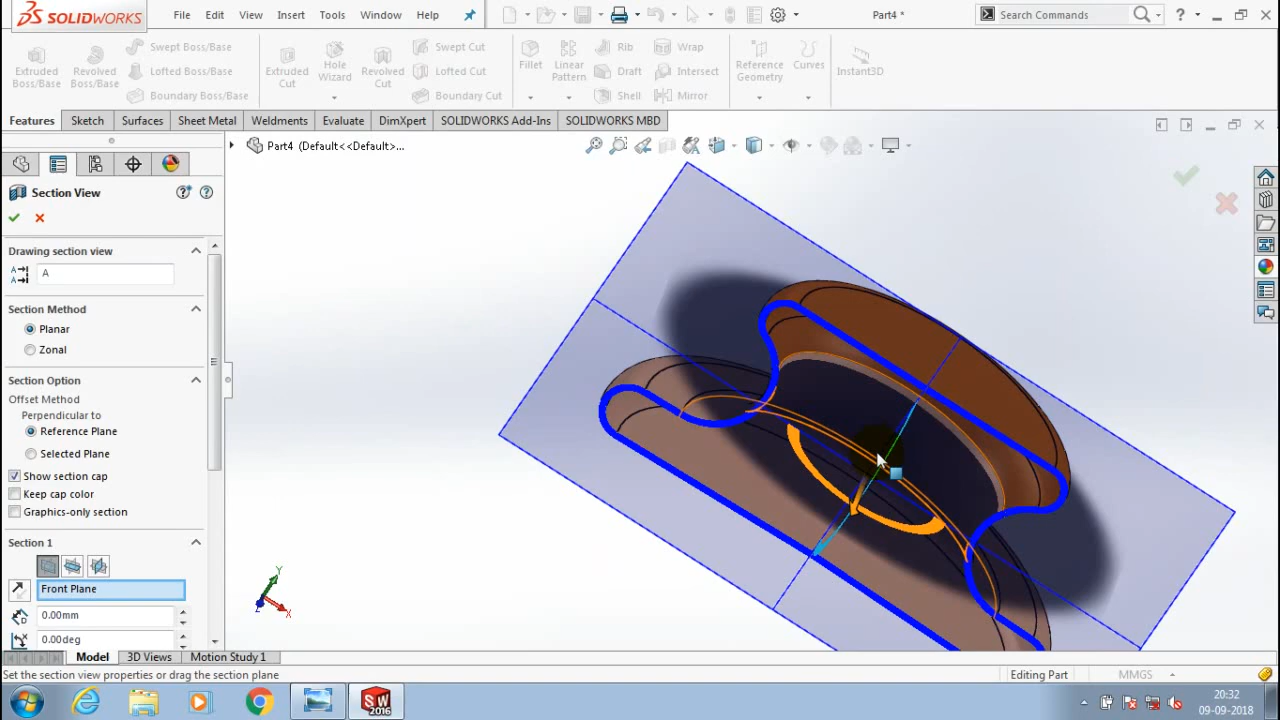 SOLIDWORKS
File Edit View Insert Tools Window Help
Part4 *
Search Commands
Extruded Boss/Base
Revolved Boss/Base
Swept Boss/Base
Lofted Boss/Base
Boundary Boss/Base
Extruded Cut
Hole Wizard
Revolved Cut
Swept Cut
Lofted Cut
Boundary Cut
Fillet
Linear Pattern
Rib
Draft
Shell
Wrap
Intersect
Mirror
Reference Geometry
Curves
Instant3D
Features Sketch Surfaces Sheet Metal Weldments Evaluate DimXpert SOLIDWORKS Add-Ins SOLIDWORKS MBD
Part4 (Default<<Default>...
Section View
Drawing section view
A
Section Method
Planar
Zonal
Section Option
Offset Method
Perpendicular to
Reference Plane
Selected Plane
Show section cap
Keep cap color
Graphics-only section
Section 1
Front Plane
0.00mm
0.00deg
Y
X
Z
Model 3D Views Motion Study 1
Set the section view properties or drag the section plane
Editing Part
MMGS
SW
2016
20:32
09-09-2018